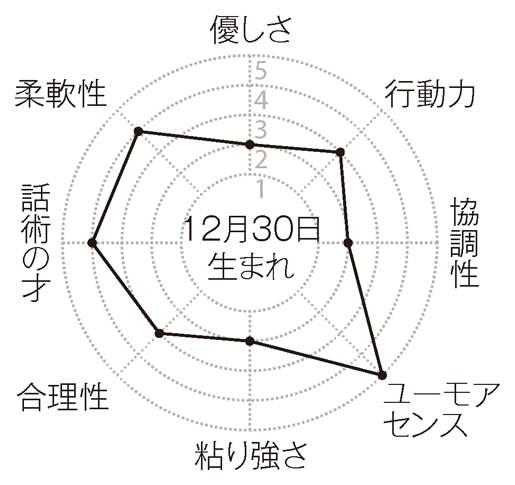 優しさ
行動力
協調性
ユーモア
センス
粘り強さ
合理性
話術の才
柔軟性
5
4
3
2
1
12月30日
生まれ